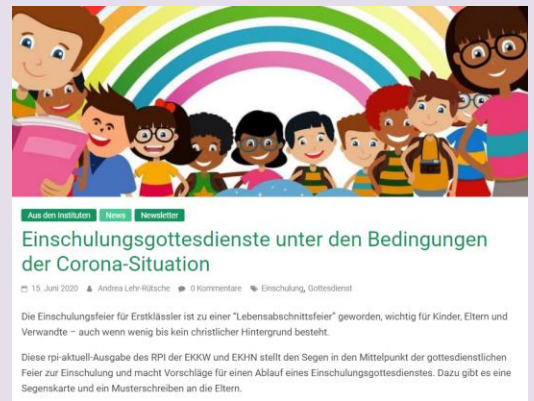 Aus den Instituten News Newsletter
Einschulungsgottesdienste unter den Bedingungen
der Corona-Situation
15. Juni 2020 Andrea Lehr-Rütsche 0 Kommentare Einschulung, Gottesdienst
Die Einschulungsfeier für Erstklässler ist zu einer "Lebensabschnittsfeier" geworden, wichtig für Kinder, Eltern und
Verwandte – auch wenn wenig bis kein christlicher Hintergrund besteht.
Diese rpi-aktuell-Ausgabe des RPI der EKKW und EKHN stellt den Segen in den Mittelpunkt der gottesdienstlichen
Feier zur Einschulung und macht Vorschläge für einen Ablauf eines Einschulungsgottesdienstes. Dazu gibt es eine
Segenskarte und ein Musterschreiben an die Eltern.